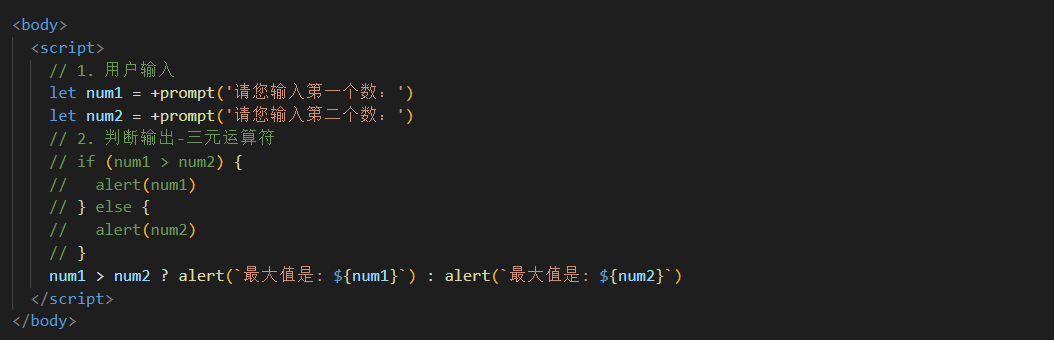 <body>
<script>
// 1. 用户输入
let num1 = +prompt('请您输入第一个数：')
let num2 = +prompt('请您输入第二个数：')
// 2. 判断输出-三元运算符
// if (num1 > num2) {
//   alert(num1)
// } else {
//   alert(num2)
// }
num1 > num2 ? alert(`最大值是: ${num1}`) : alert(`最大值是: ${num2}`)
</script>
</body>